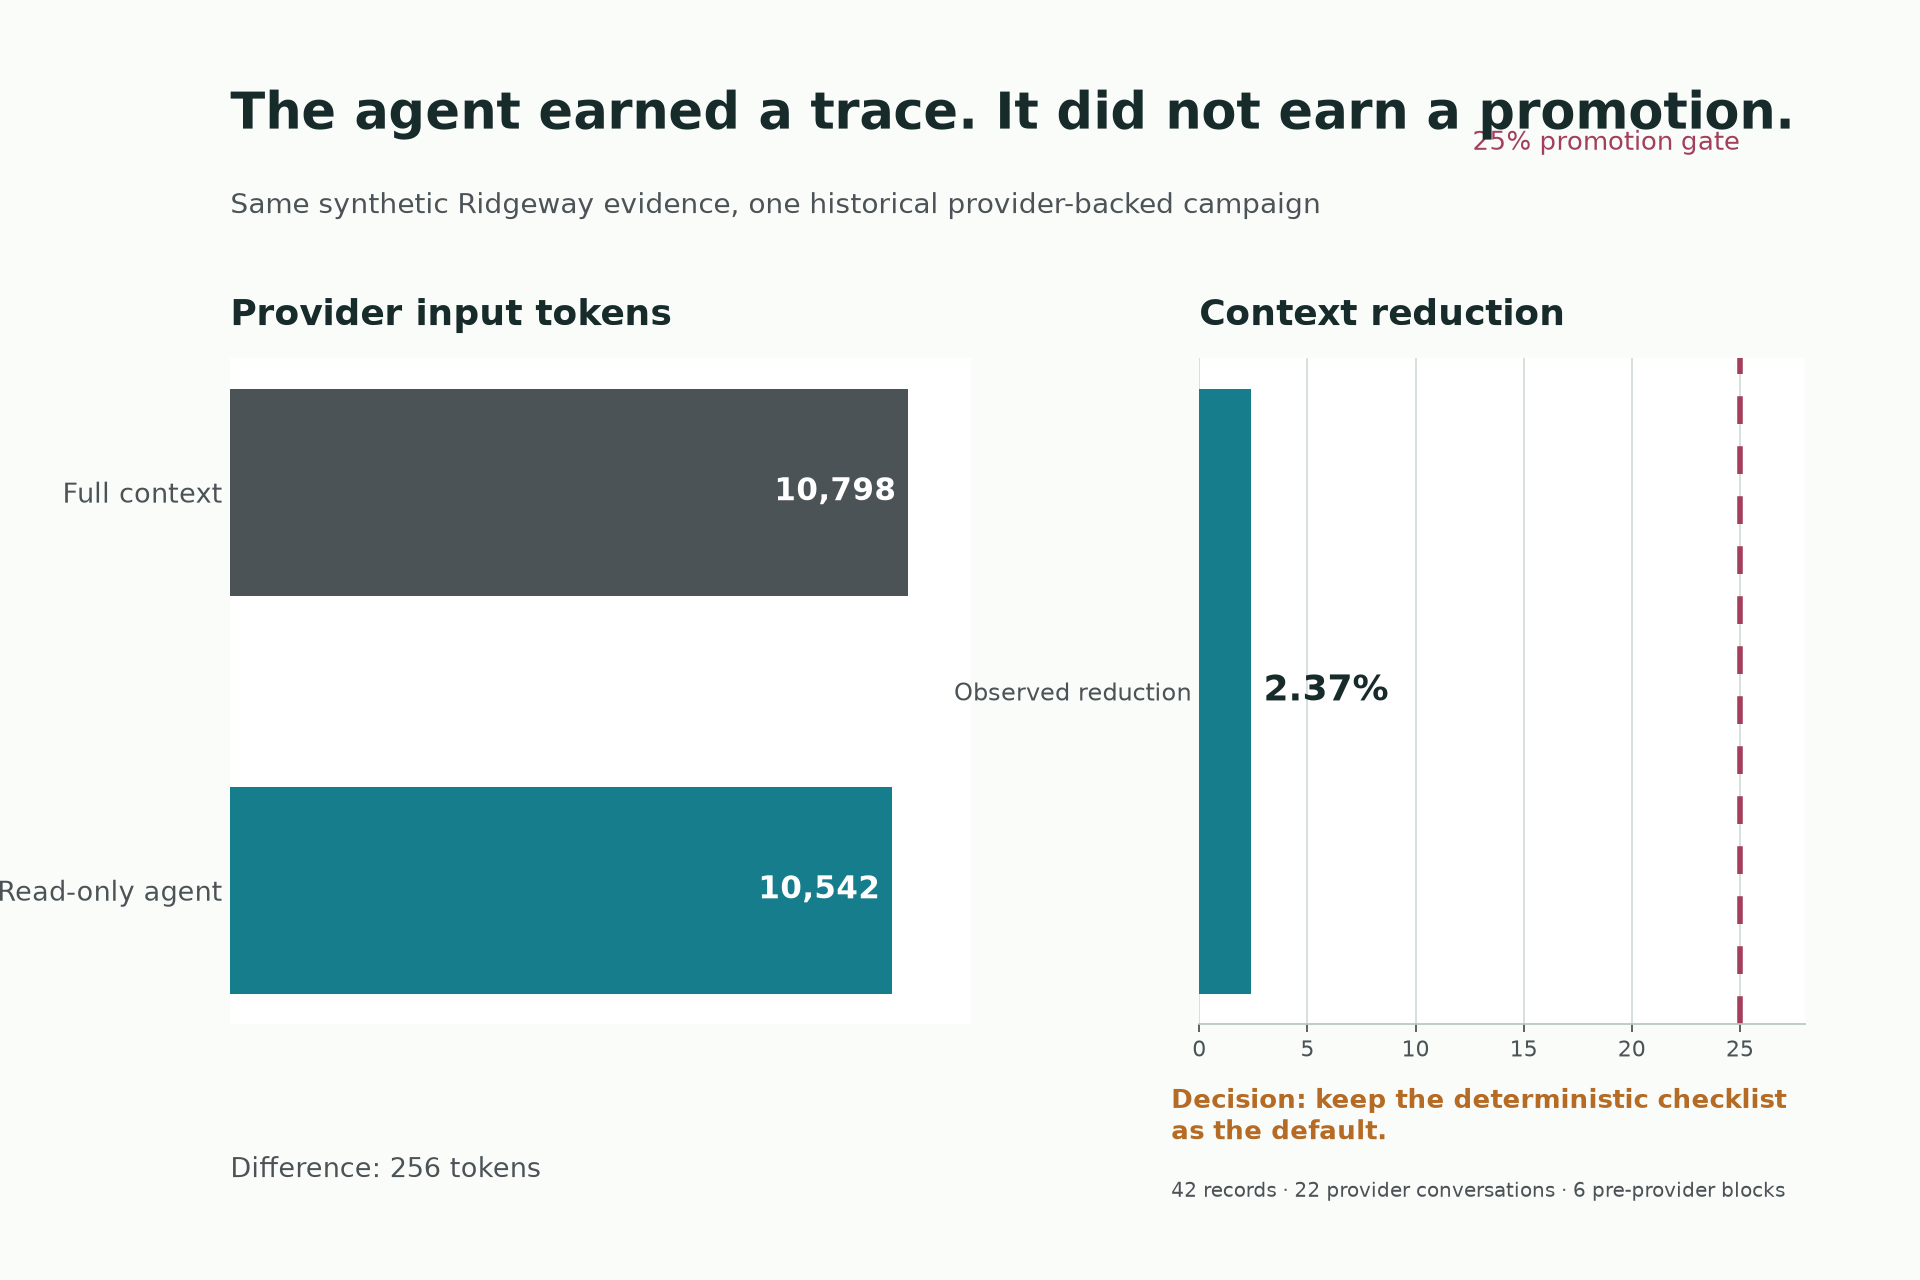 The agent earned a trace. It did not earn a promotion.
25% promotion gate
Same synthetic Ridgeway evidence, one historical provider-backed campaign
Provider input tokens
Full context
10,798
Read-only agent
10,542
Difference: 256 tokens
Context reduction
Observed reduction
2.37%
0 5 10 15 20 25
Decision: keep the deterministic checklist
as the default.
42 records · 22 provider conversations · 6 pre-provider blocks